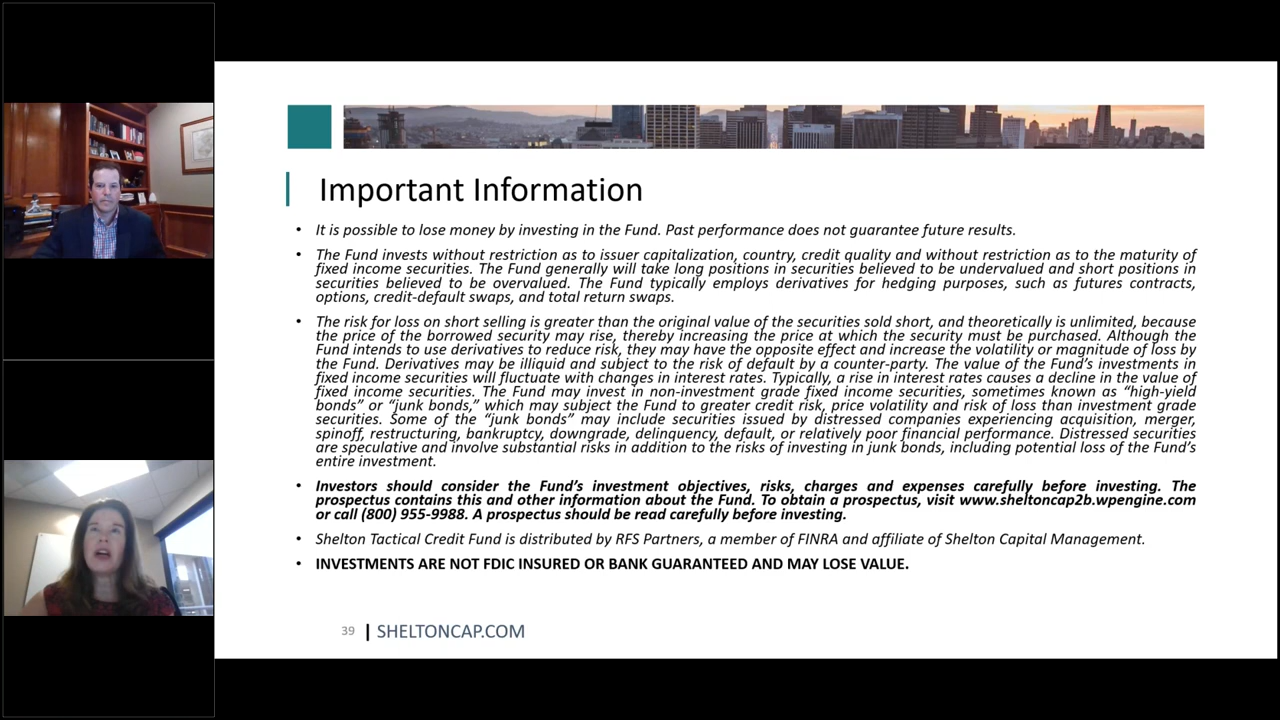 Important Information
• It is possible to lose money by investing in the Fund. Past performance does not guarantee future results.
• The Fund invests without restriction as to issuer capitalization, country, credit quality and without restriction as to the maturity of
fixed income securities. The Fund generally will take long positions in securities believed to be undervalued and short positions in
securities believed to be overvalued. The Fund typically employs derivatives for hedging purposes, such as futures contracts,
options, credit-default swaps, and total return swaps.
• The risk for loss on short selling is greater than the original value of the securities sold short, and theoretically is unlimited, because
the price of the borrowed security may rise, thereby increasing the price at which the security must be purchased. Although the
Fund intends to use derivatives to reduce risk, they may have the opposite effect and increase the volatility or magnitude of loss by
the Fund. Derivatives may be illiquid and subject to the risk of default by a counter-party. The value of the Fund’s investments in
fixed income securities will fluctuate with changes in interest rates. Typically, a rise in interest rates causes a decline in the value of
fixed income securities. The Fund may invest in non-investment grade fixed income securities, sometimes known as “high-yield
bonds” or “junk bonds,” which may subject the Fund to greater credit risk, price volatility and risk of loss than investment grade
securities. Some of the “junk bonds” may include securities issued by distressed companies experiencing acquisition, merger,
spinoff, restructuring, bankruptcy, downgrade, delinquency, default, or relatively poor financial performance. Distressed securities
are speculative and involve substantial risks in addition to the risks of investing in junk bonds, including potential loss of the Fund’s
entire investment.
• Investors should consider the Fund’s investment objectives, risks, charges and expenses carefully before investing. The
prospectus contains this and other information about the Fund. To obtain a prospectus, visit www.sheltoncap2b.wpengine.com
or call (800) 955-9988. A prospectus should be read carefully before investing.
• Shelton Tactical Credit Fund is distributed by RFS Partners, a member of FINRA and affiliate of Shelton Capital Management.
• INVESTMENTS ARE NOT FDIC INSURED OR BANK GUARANTEED AND MAY LOSE VALUE.
39 | SHELTONCAP.COM